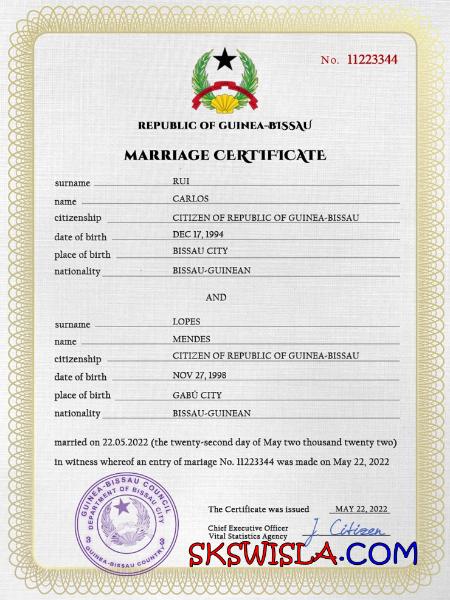 No. 11223344
REPUBLIC OF GUINEA-BISSAU
MARRIAGE CERTIFICATE
surname RUI
name CARLOS
citizenship CITIZEN OF REPUBLIC OF GUINEA-BISSAU
date of birth DEC 17, 1994
place of birth BISSAU CITY
nationality BISSAU-GUINEAN
AND
surname LOPES
name MENDES
citizenship CITIZEN OF REPUBLIC OF GUINEA-BISSAU
date of birth NOV 27, 1998
place of birth GABÚ CITY
nationality BISSAU-GUINEAN
married on 22.05.2022 (the twenty-second day of May two thousand twenty two)
in witness whereof an entry of mariage No. 11223344 was made on May 22, 2022
GUINEA-BISSAU COUNCIL
DEPARTMENT OF BISSAU CITY
3 GUINEA-BISSAU COUNTRY 3
The Certificate was issued MAY 22, 2022
Chief Executive Officer
Vital Statistics Agency
J. Citizen
SKSWISLA.COM